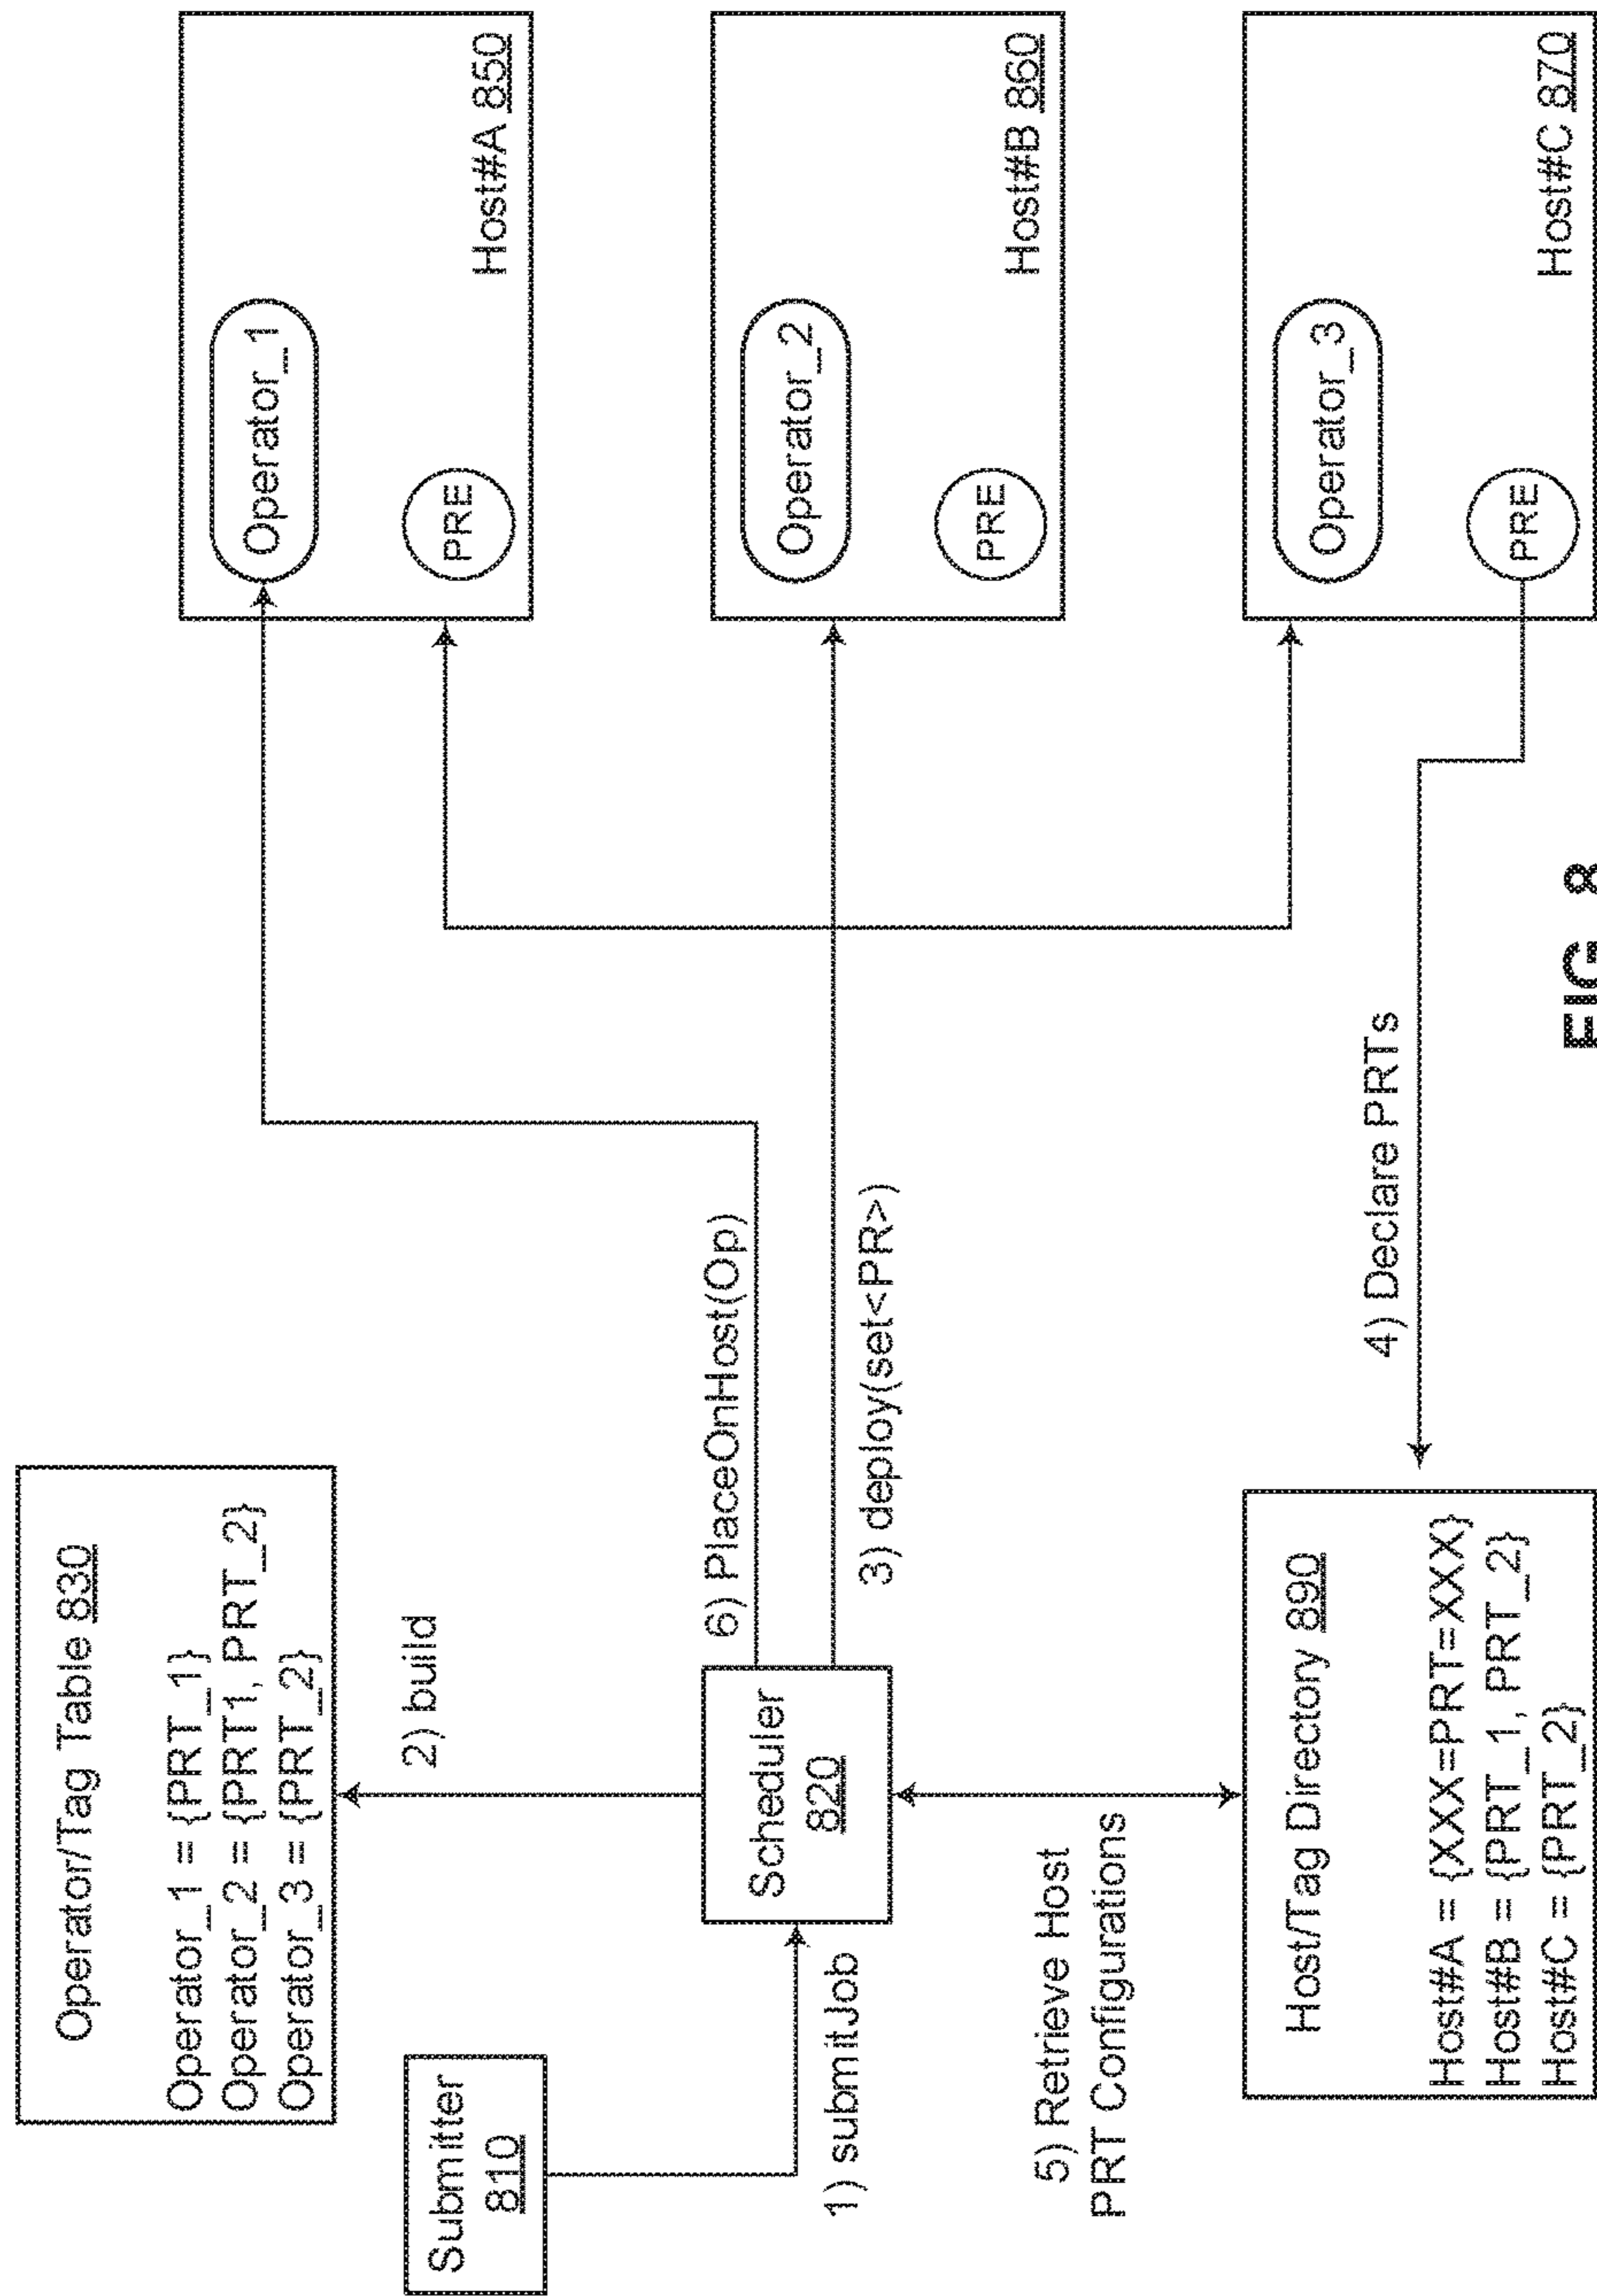 Operator/Tag Table 830
Operator_1 = {PRT_1}
Operator_2 = {PRT1, PRT_2}
Operator_3 = {PRT_2}
Submitter
810
1) submitJob
2) build
Scheduler
820
6) PlaceOnHost(Op)
3) deploy(set<PR>)
5) Retrieve Host
PRT Configurations
Host/Tag Directory 890
Host#A = {XXX=PRT=XXX}
Host#B = {PRT_1, PRT_2}
Host#C = {PRT_2}
4) Declare PRTs
Operator_1
PRE
Host#A 850
Operator_2
PRE
Host#B 860
Operator_3
PRE
Host#C 870
FIG. 8